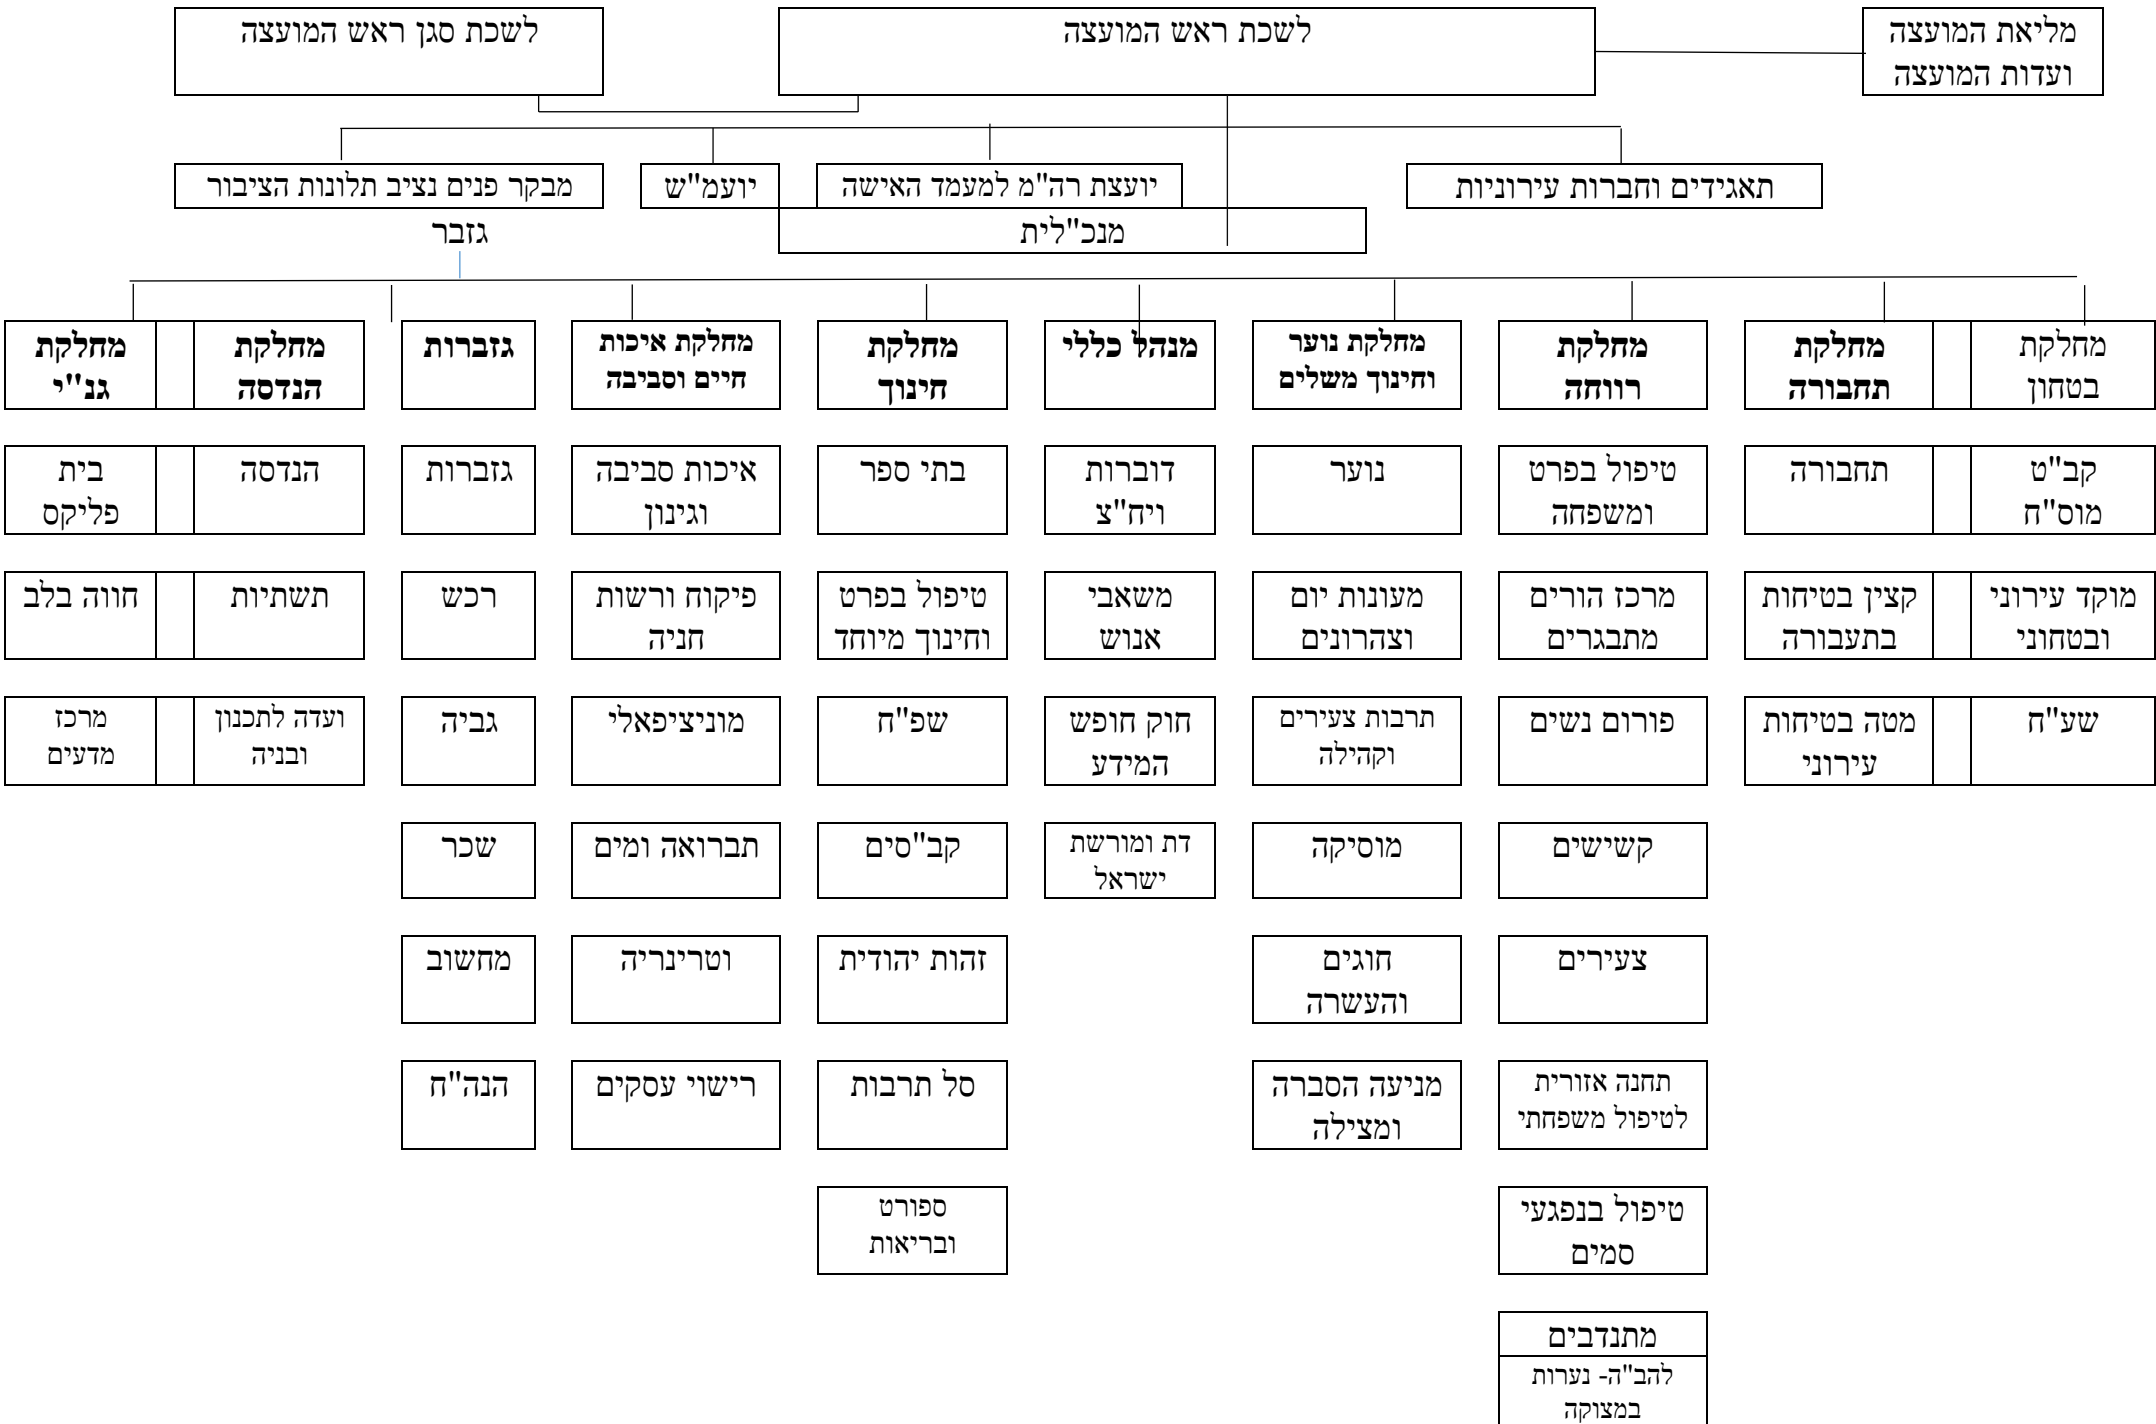 מליאת המועצה
ועדות המועצה
לשכת ראש המועצה
לשכת סגן ראש המועצה
תאגידים וחברות עירוניות
יועצת רה"מ למעמד האישה
יועמ"ש
מבקר פנים נציב תלונות הציבור
מנכ"לית
גזבר
מחלקת
בטחון
מחלקת
תחבורה
מחלקת
רווחה
מחלקת נוער
וחינוך משלים
מנהל כללי
מחלקת
חינוך
מחלקת איכות
חיים וסביבה
גזברות
מחלקת
הנדסה
מחלקת
גנ"י
קב"ט
מוס"ח
תחבורה
טיפול בפרט
ומשפחה
נוער
דוברות
ויח"צ
בתי ספר
איכות סביבה
וגינון
גזברות
הנדסה
בית
פליקס
מוקד עירוני
ובטחוני
קצין בטיחות
בתעבורה
מרכז הורים
מתבגרים
מעונות יום
וצהרונים
משאבי
אנוש
טיפול בפרט
וחינוך מיוחד
פיקוח ורשות
חניה
רכש
תשתיות
חווה בלב
שע"ח
מטה בטיחות
עירוני
פורום נשים
תרבות צעירים
וקהילה
חוק חופש
המידע
שפ"ח
מוניציפאלי
גביה
ועדה לתכנון
ובניה
מרכז
מדעים
קשישים
מוסיקה
דת ומורשת
ישראל
קב"סים
תברואה ומים
שכר
צעירים
חוגים
והעשרה
זהות יהודית
וטרינריה
מחשוב
תחנה אזורית
לטיפול משפחתי
מניעה הסברה
ומצילה
סל תרבות
רישוי עסקים
הנה"ח
טיפול בנפגעי
סמים
ספורט
ובריאות
מתנדבים
להב"ה- נערות
במצוקה